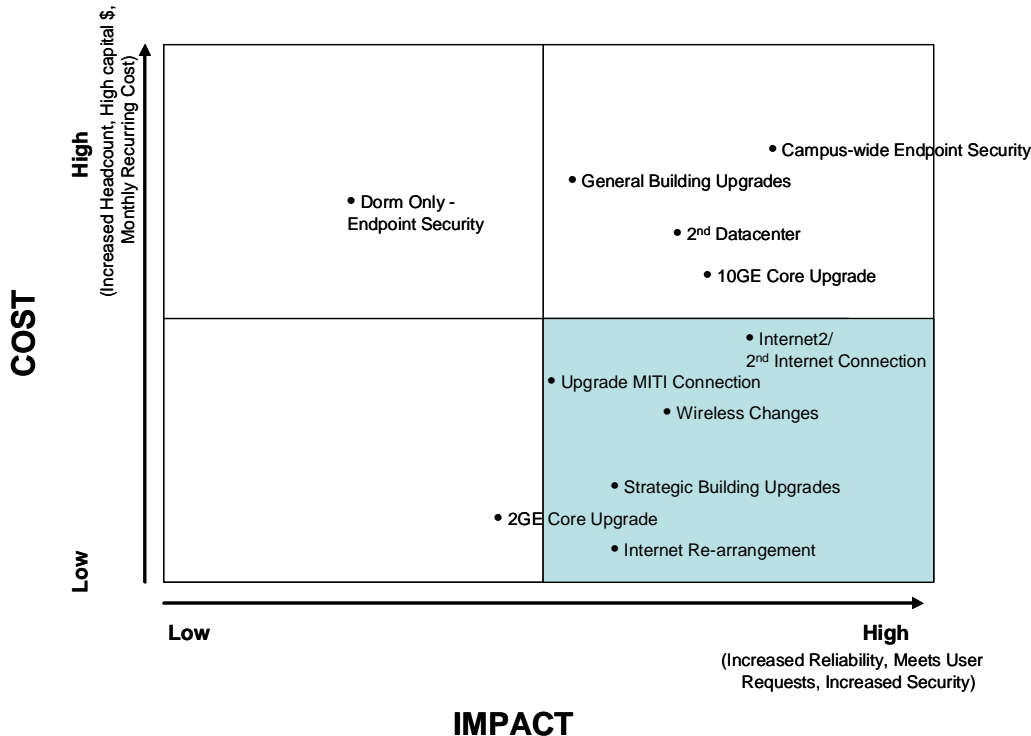 COST
High
(Increased Headcount, High capital $,
Monthly Recurring Cost)
Low
• Campus-wide Endpoint Security
• General Building Upgrades
• Dorm Only -
Endpoint Security
• 2nd Datacenter
• 10GE Core Upgrade
• Internet2/
2nd Internet Connection
• Upgrade MITI Connection
• Wireless Changes
• Strategic Building Upgrades
• 2GE Core Upgrade
• Internet Re-arrangement
Low
High
(Increased Reliability, Meets User
Requests, Increased Security)
IMPACT